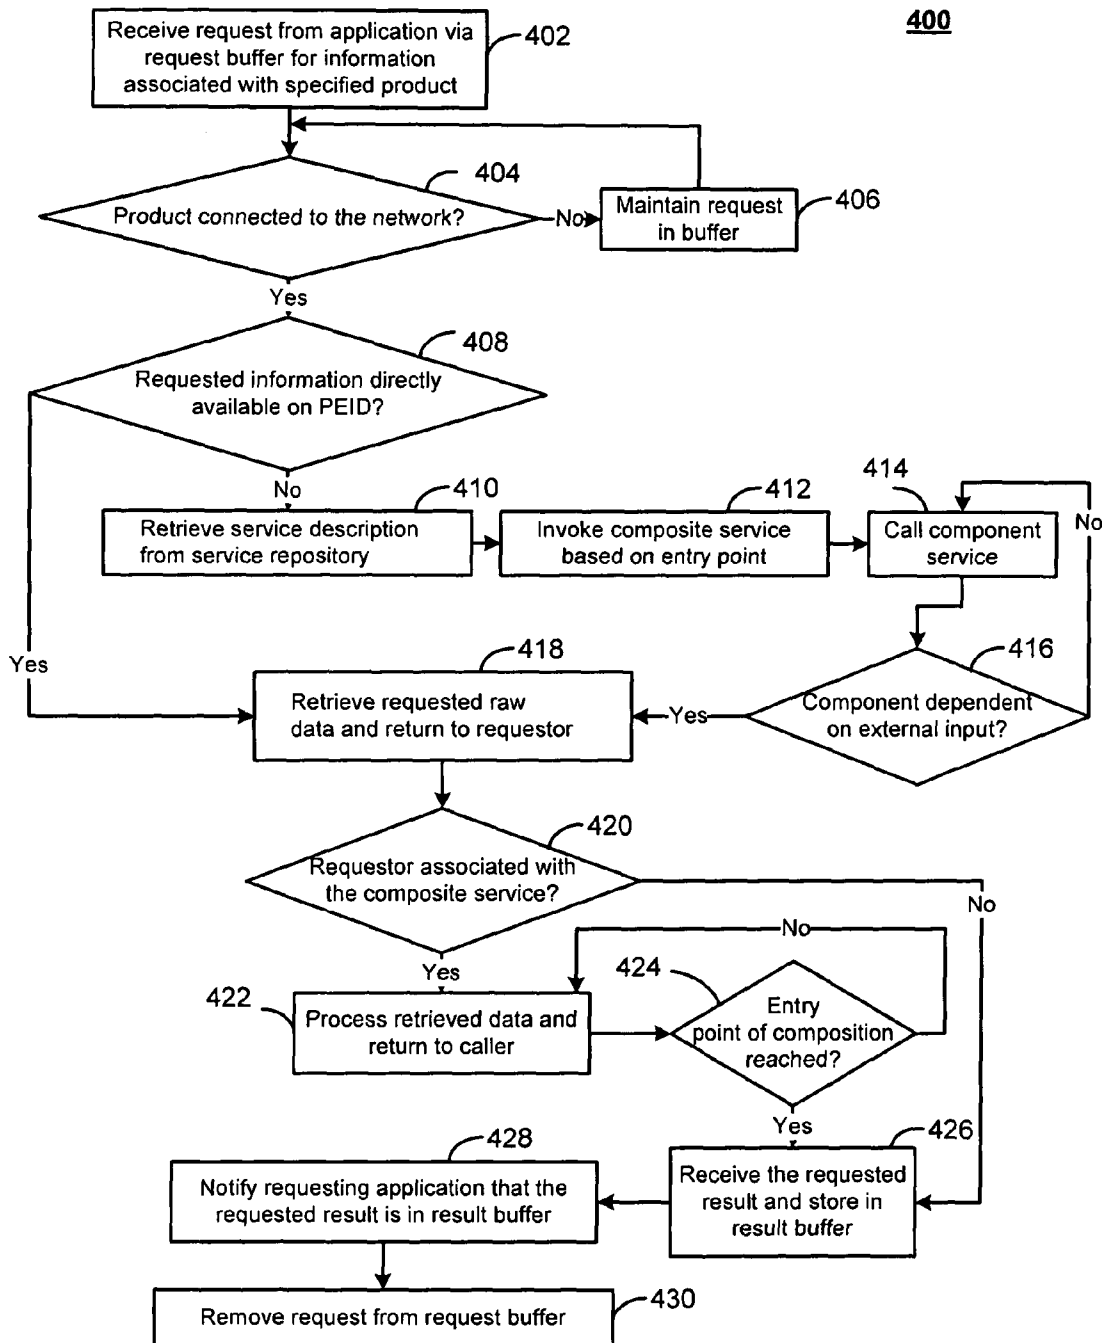 400
Receive request from application via
request buffer for information
associated with specified product
402
404
Product connected to the network?
No
Maintain request
in buffer
406
Yes
408
Requested information directly
available on PEID?
No
410
Retrieve service description
from service repository
412
Invoke composite service
based on entry point
414
Call component
service
No
Yes
418
Retrieve requested raw
data and return to requestor
Yes
416
Component dependent
on external input?
420
Requestor associated with
the composite service?
No
Yes
No
422
Process retrieved data and
return to caller
424
Entry
point of composition
reached?
Yes
426
Receive the requested
result and store in
result buffer
428
Notify requesting application that the
requested result is in result buffer
Remove request from request buffer
430